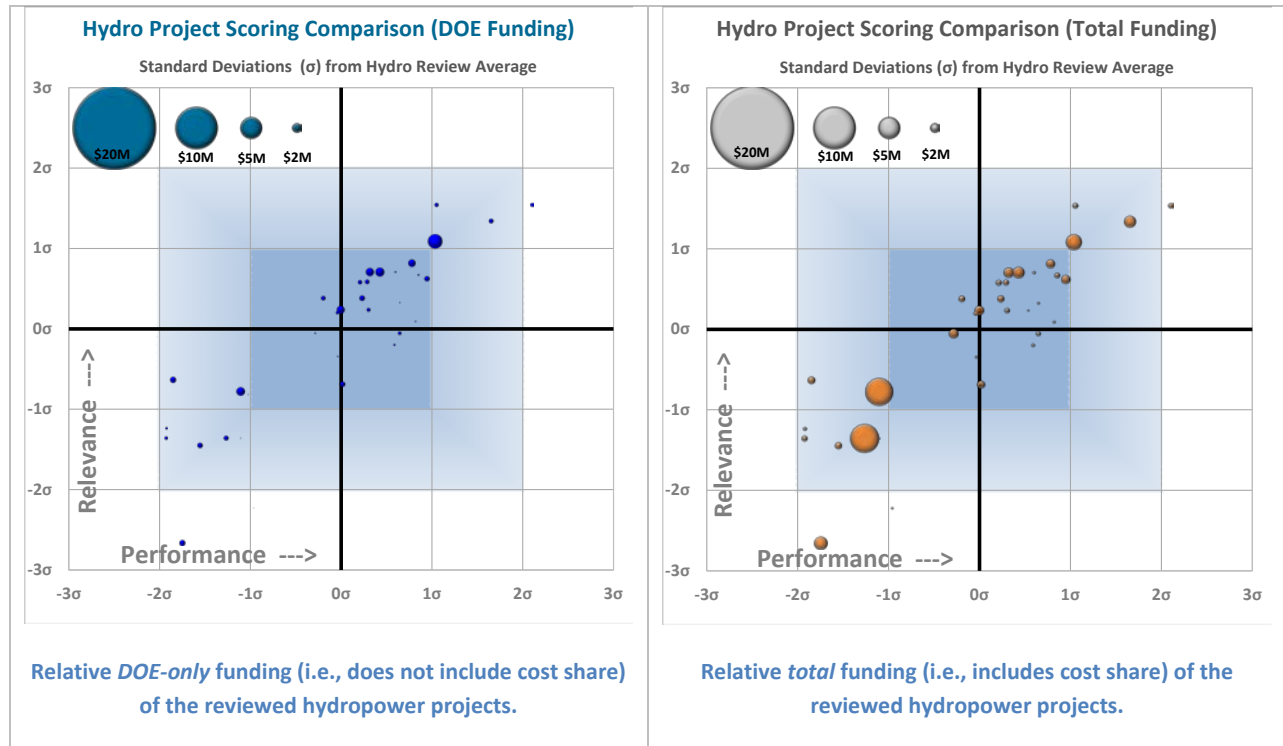 Hydro Project Scoring Comparison (DOE Funding)
Standard Deviations (σ) from Hydro Review Average
3σ
2σ
1σ
0σ
-1σ
-2σ
-3σ
$20M
$10M
$5M
$2M
Relevance --->
Performance --->
-3σ
-2σ
-1σ
0σ
1σ
2σ
3σ
Relative DOE-only funding (i.e., does not include cost share)
of the reviewed hydropower projects.
Hydro Project Scoring Comparison (Total Funding)
Standard Deviations (σ) from Hydro Review Average
3σ
2σ
1σ
0σ
-1σ
-2σ
-3σ
$20M
$10M
$5M
$2M
Relevance --->
Performance --->
-3σ
-2σ
-1σ
0σ
1σ
2σ
3σ
Relative total funding (i.e., includes cost share) of the
reviewed hydropower projects.